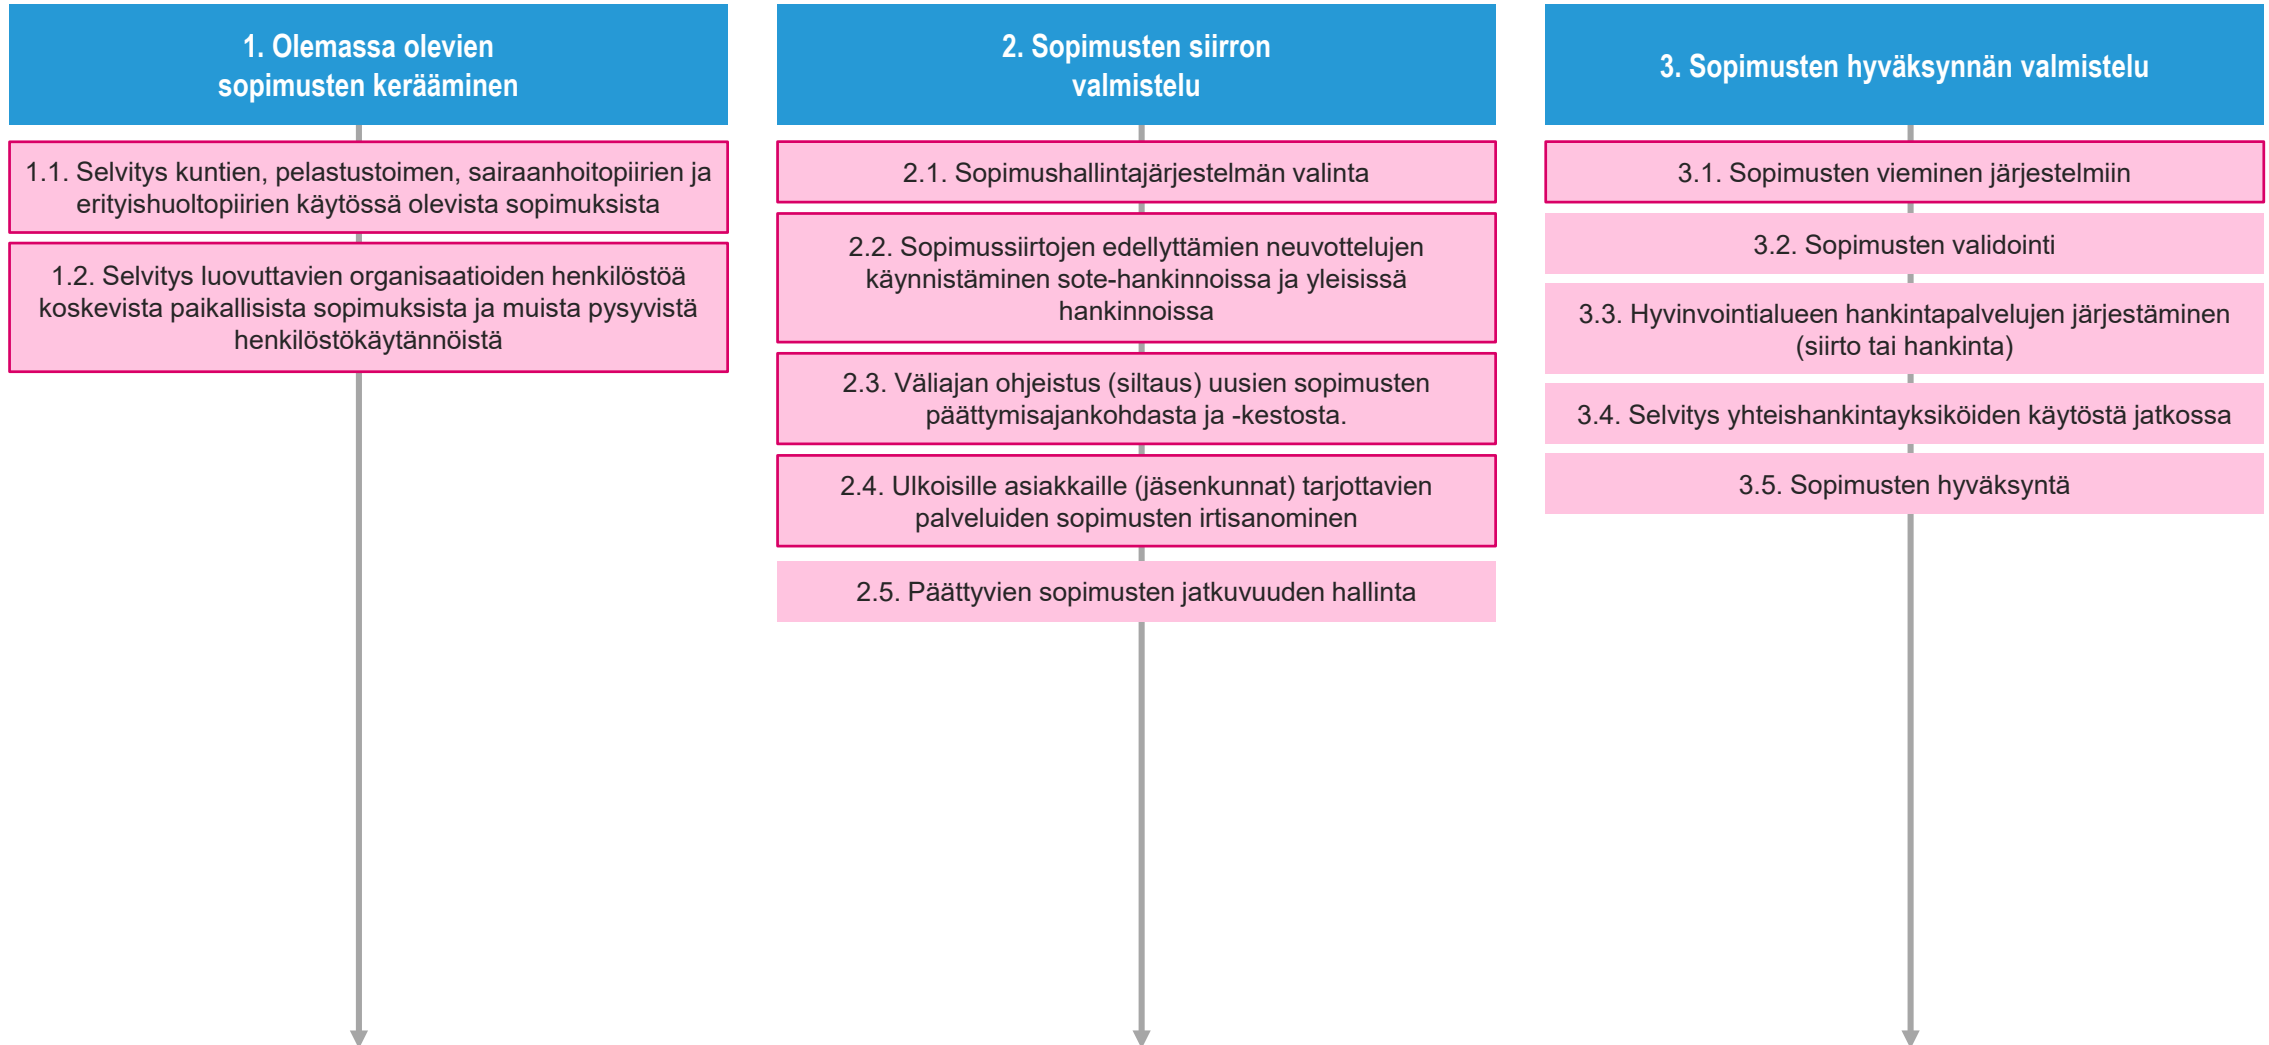 1. Olemassa olevien
sopimusten kerääminen
1.1. Selvitys kuntien, pelastustoimen, sairaanhoitopiirien ja
erityishuoltopiirien käytössä olevista sopimuksista
1.2. Selvitys luovuttavien organisaatioiden henkilöstöä
koskevista paikallisista sopimuksista ja muista pysyvistä
henkilöstökäytännöistä
2. Sopimusten siirron
valmistelu
2.1. Sopimushallintajärjestelmän valinta
2.2. Sopimussiirtojen edellyttämien neuvottelujen
käynnistäminen sote-hankinnoissa ja yleisissä
hankinnoissa
2.3. Väliajan ohjeistus (siltaus) uusien sopimusten
päättymisajankohdasta ja -kestosta.
2.4. Ulkoisille asiakkaille (jäsenkunnat) tarjottavien
palveluiden sopimusten irtisanominen
2.5. Päättyvien sopimusten jatkuvuuden hallinta
3. Sopimusten hyväksynnän valmistelu
3.1. Sopimusten vieminen järjestelmiin
3.2. Sopimusten validointi
3.3. Hyvinvointialueen hankintapalvelujen järjestäminen
(siirto tai hankinta)
3.4. Selvitys yhteishankintayksiköiden käytöstä jatkossa
3.5. Sopimusten hyväksyntä